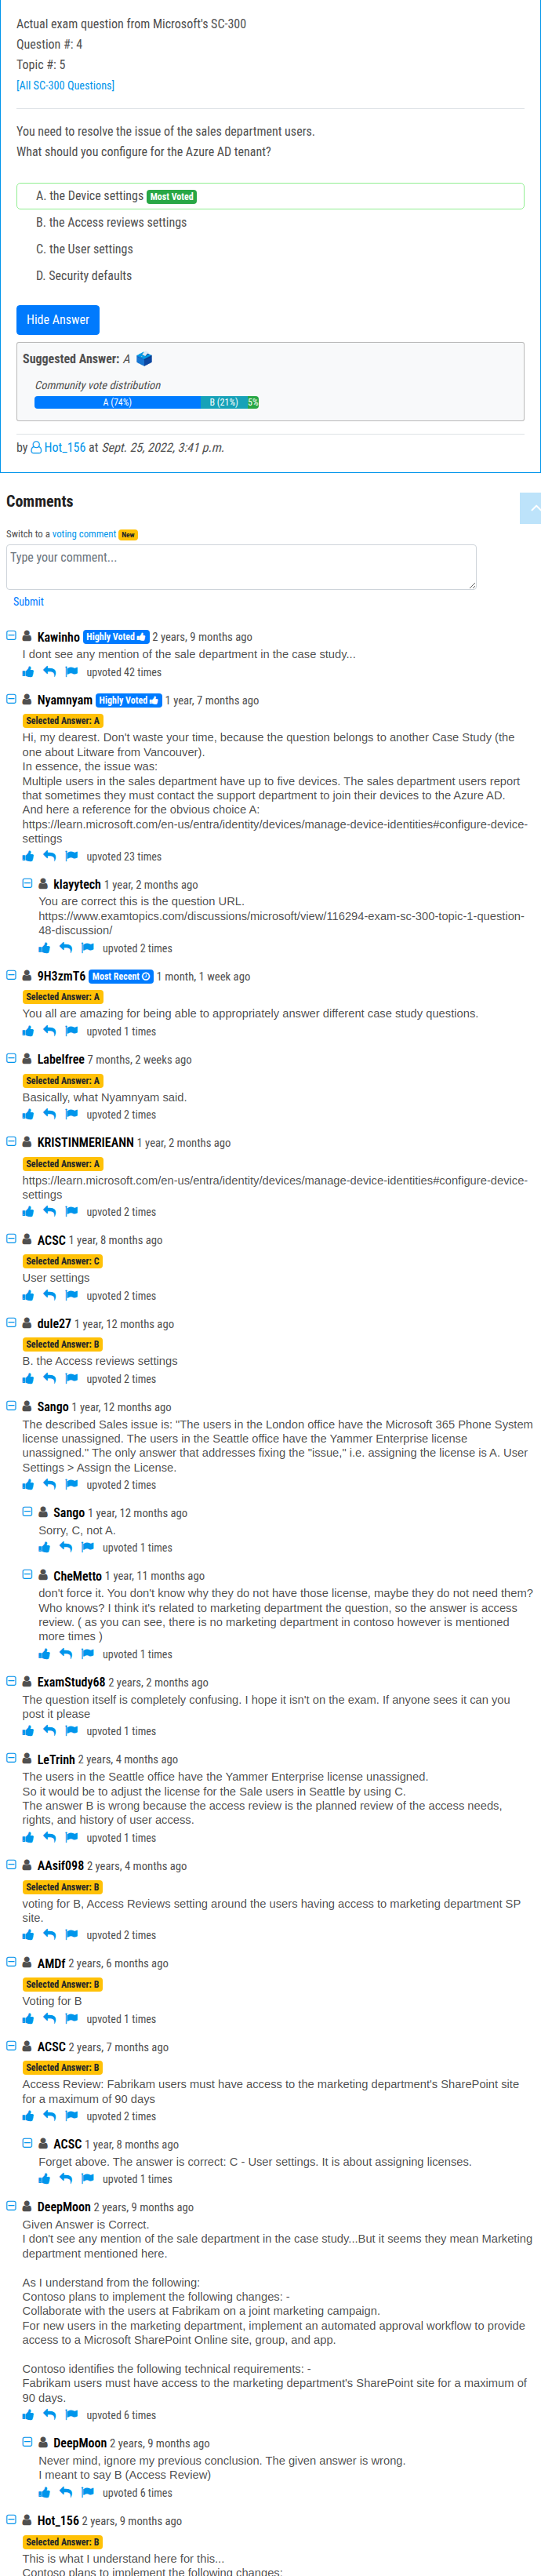 Actual exam question from Microsoft's SC-300
Question #: 4
Topic #: 5
[All SC-300 Questions]
You need to resolve the issue of the sales department users.
What should you configure for the Azure AD tenant?
A. the Device settings Most Voted
B. the Access reviews settings
C. the User settings
D. Security defaults
Hide Answer
Suggested Answer: A
Community vote distribution
A (74%) B (21%) 5%
by Hot_156 at Sept. 25, 2022, 3:41 p.m.
Comments
Switch to a voting comment New
Type your comment...
Submit
Kawinho Highly Voted 2 years, 9 months ago
I dont see any mention of the sale department in the case study...
upvoted 42 times
Nyamnyam Highly Voted 1 year, 7 months ago
Selected Answer: A
Hi, my dearest. Don't waste your time, because the question belongs to another Case Study (the
one about Litware from Vancouver).
In essence, the issue was:
Multiple users in the sales department have up to five devices. The sales department users report
that sometimes they must contact the support department to join their devices to the Azure AD.
And here a reference for the obvious choice A:
https://learn.microsoft.com/en-us/entra/identity/devices/manage-device-identities#configure-device-
settings
upvoted 23 times
klayytech 1 year, 2 months ago
You are correct this is the question URL.
https://www.examtopics.com/discussions/microsoft/view/116294-exam-sc-300-topic-1-question-
48-discussion/
upvoted 2 times
9H3zmT6 Most Recent 1 month, 1 week ago
Selected Answer: A
You all are amazing for being able to appropriately answer different case study questions.
upvoted 1 times
Labelfree 7 months, 2 weeks ago
Selected Answer: A
Basically, what Nyamnyam said.
upvoted 2 times
KRISTINMERIEANN 1 year, 2 months ago
Selected Answer: A
https://learn.microsoft.com/en-us/entra/identity/devices/manage-device-identities#configure-device-
settings
upvoted 2 times
ACSC 1 year, 8 months ago
Selected Answer: C
User settings
upvoted 2 times
dule27 1 year, 12 months ago
Selected Answer: B
B. the Access reviews settings
upvoted 2 times
Sango 1 year, 12 months ago
The described Sales issue is: "The users in the London office have the Microsoft 365 Phone System
license unassigned. The users in the Seattle office have the Yammer Enterprise license
unassigned." The only answer that addresses fixing the "issue," i.e. assigning the license is A. User
Settings > Assign the License.
upvoted 2 times
Sango 1 year, 12 months ago
Sorry, C, not A.
upvoted 1 times
CheMetto 1 year, 11 months ago
don't force it. You don't know why they do not have those license, maybe they do not need them?
Who knows? I think it's related to marketing department the question, so the answer is access
review. ( as you can see, there is no marketing department in contoso however is mentioned
more times )
upvoted 1 times
ExamStudy68 2 years, 2 months ago
The question itself is completely confusing. I hope it isn't on the exam. If anyone sees it can you
post it please
upvoted 1 times
LeTrinh 2 years, 4 months ago
The users in the Seattle office have the Yammer Enterprise license unassigned.
So it would be to adjust the license for the Sale users in Seattle by using C.
The answer B is wrong because the access review is the planned review of the access needs,
rights, and history of user access.
upvoted 1 times
AAsif098 2 years, 4 months ago
Selected Answer: B
voting for B, Access Reviews setting around the users having access to marketing department SP
site.
upvoted 2 times
AMDf 2 years, 6 months ago
Selected Answer: B
Voting for B
upvoted 1 times
ACSC 2 years, 7 months ago
Selected Answer: B
Access Review: Fabrikam users must have access to the marketing department's SharePoint site
for a maximum of 90 days
upvoted 2 times
ACSC 1 year, 8 months ago
Forget above. The answer is correct: C - User settings. It is about assigning licenses.
upvoted 1 times
DeepMoon 2 years, 9 months ago
Given Answer is Correct.
I don't see any mention of the sale department in the case study...But it seems they mean Marketing
department mentioned here.
As I understand from the following:
Contoso plans to implement the following changes: -
Collaborate with the users at Fabrikam on a joint marketing campaign.
For new users in the marketing department, implement an automated approval workflow to provide
access to a Microsoft SharePoint Online site, group, and app.
Contoso identifies the following technical requirements: -
Fabrikam users must have access to the marketing department's SharePoint site for a maximum of
90 days.
upvoted 6 times
DeepMoon 2 years, 9 months ago
Never mind, ignore my previous conclusion. The given answer is wrong.
I meant to say B (Access Review)
upvoted 6 times
Hot_156 2 years, 9 months ago
Selected Answer: B
This is what I understand here for this...
Contoso plans to implement the following changes: